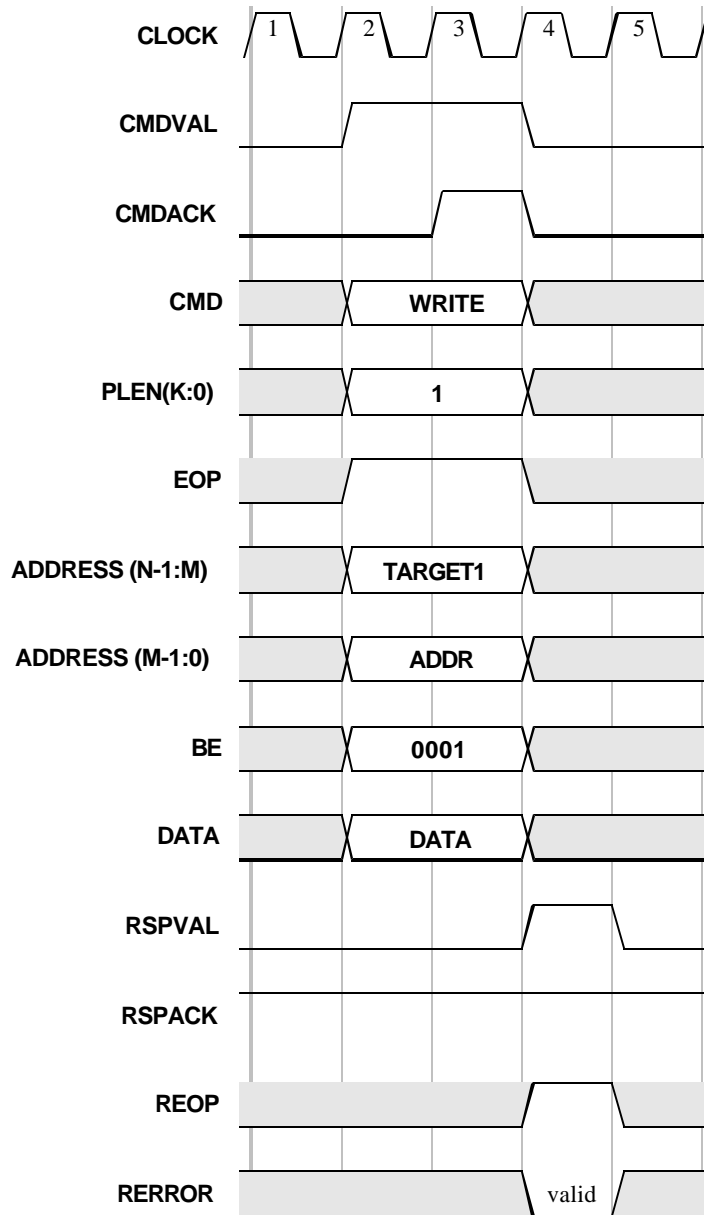 CLOCK 1 2 3 4 5
CMDVAL
CMDACK
CMD WRITE
PLEN(K:0) 1
EOP
ADDRESS (N-1:M) TARGET1
ADDRESS (M-1:0) ADDR
BE 0001
DATA DATA
RSPVAL
RSPACK
REOP
RERROR valid